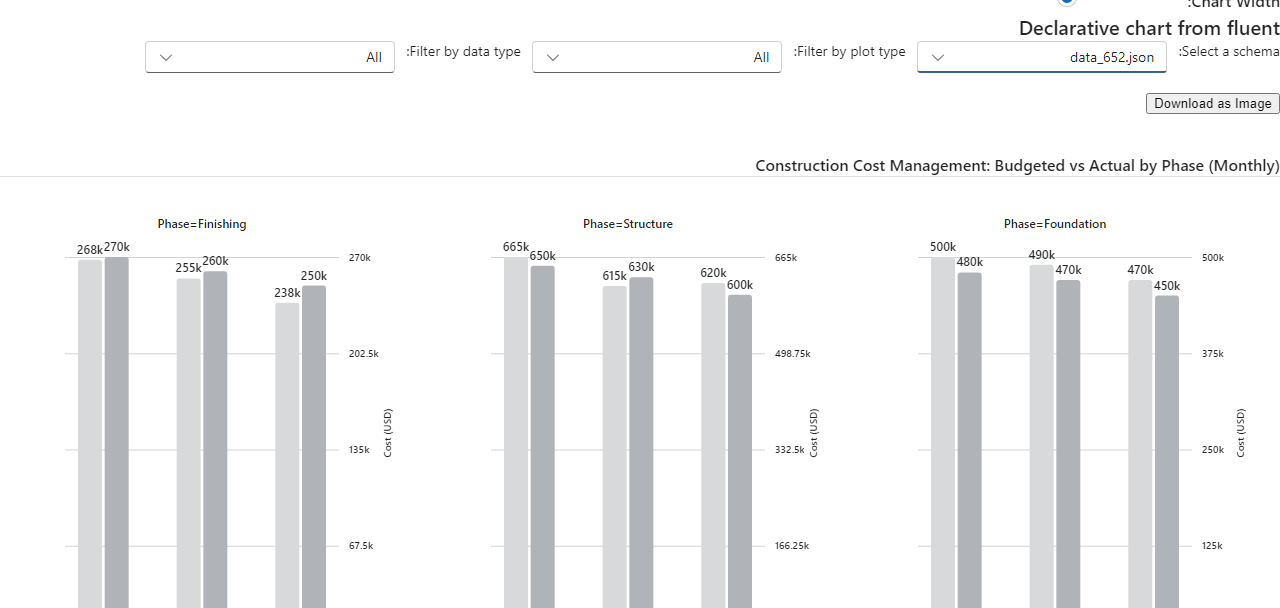 :Chart Width
Declarative chart from fluent
:Select a schema
data_652.json
:Filter by plot type
All
:Filter by data type
All
Download as Image
Construction Cost Management: Budgeted vs Actual by Phase (Monthly)
Phase=Foundation
500k
480k
490k
470k
470k
450k
500k
375k
250k
125k
Cost (USD)
Phase=Structure
665k
650k
615k
630k
620k
600k
665k
498.75k
332.5k
166.25k
Cost (USD)
Phase=Finishing
268k
270k
255k
260k
238k
250k
270k
202.5k
135k
67.5k
Cost (USD)